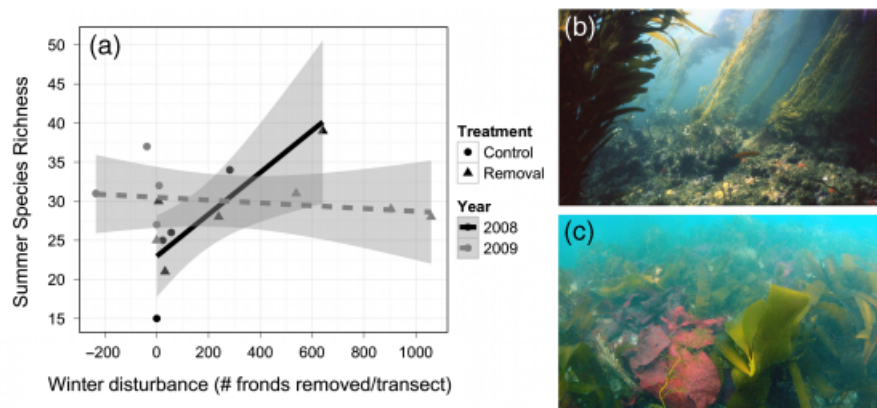 (a)
50
45
40
35
30
25
20
15
Summer Species Richness
−200
0
200
400
600
800
1000
Winter disturbance (# fronds removed/transect)
Treatment
Control
Removal
Year
2008
2009
(b)
(c)